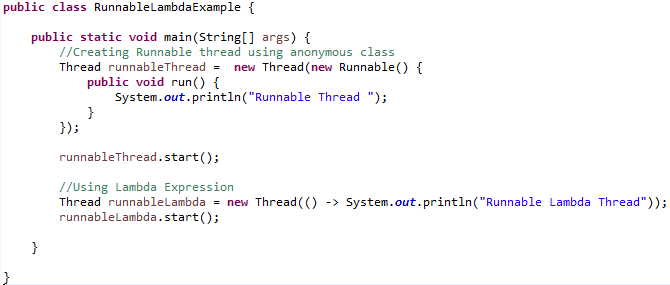 public class RunnableLambdaExample {
public static void main(String[] args) {
//Creating Runnable thread using anonymous class
Thread runnableThread =  new Thread(new Runnable() {
public void run() {
System.out.println("Runnable Thread ");
}
});
runnableThread.start();
//Using Lambda Expression
Thread runnableLambda = new Thread(() -> System.out.println("Runnable Lambda Thread"));
runnableLambda.start();
}
}